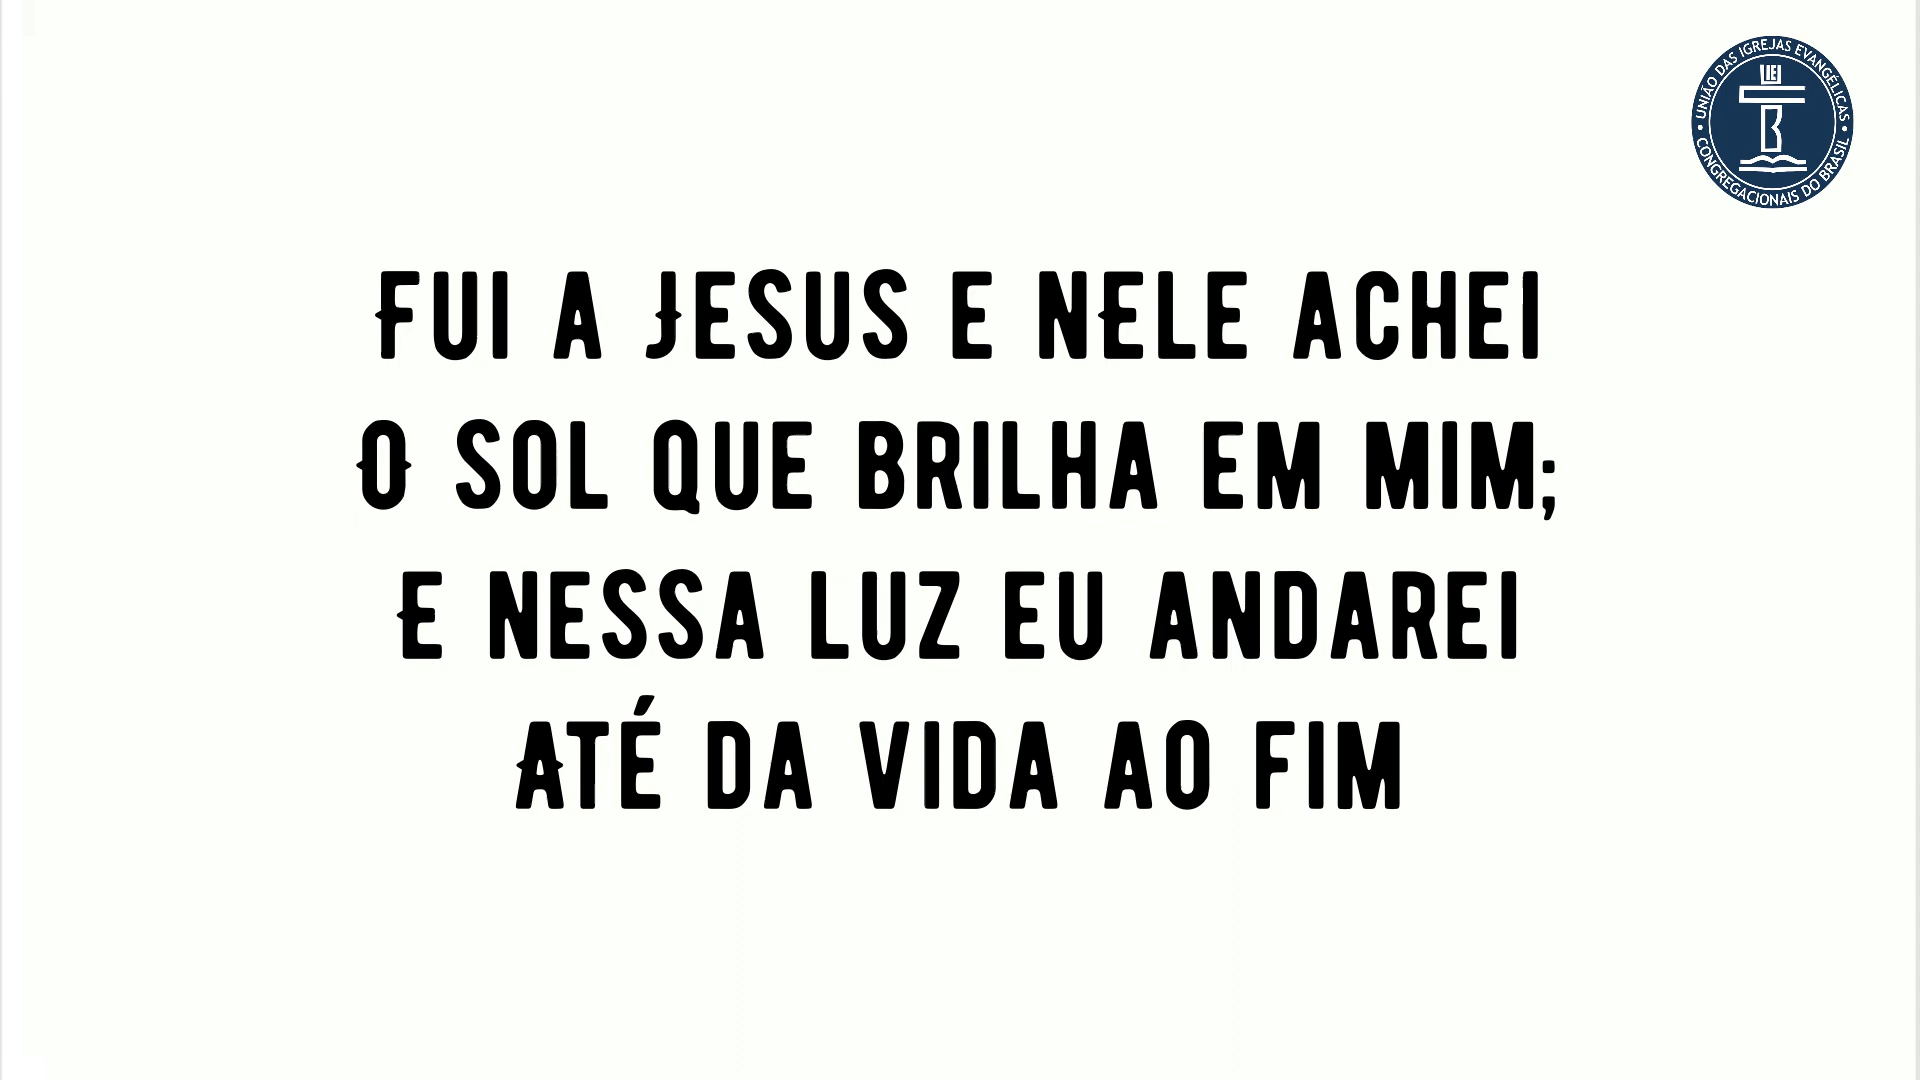 UNIÃO DAS IGREJAS EVANGÉLICAS
CONGREGACIONAIS DO BRASIL
FUI A JESUS E NELE ACHEI
O SOL QUE BRILHA EM MIM;
E NESSA LUZ EU ANDAREI
ATÉ DA VIDA AO FIM